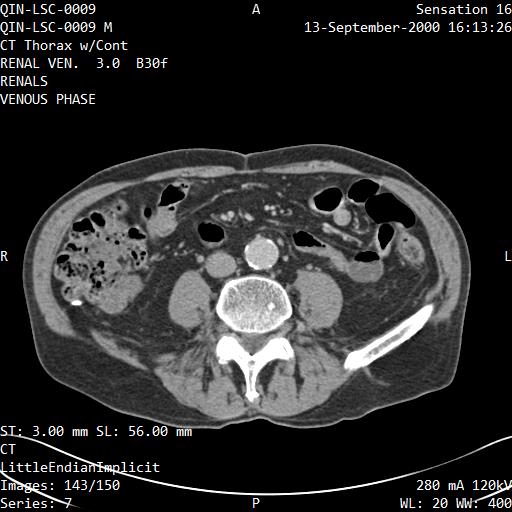 QIN-LSC-0009
A
Sensation 16
QIN-LSC-0009 M
13-September-2000 16:13:26
CT Thorax w/Cont
RENAL VEN. 3.0 B30f
RENALS
VENOUS PHASE
R
L
ST: 3.00 mm SL: 56.00 mm
CT
LittleEndianImplicit
Images: 143/150
280 mA 120kV
Series: 7
P
WL: 20 WW: 400